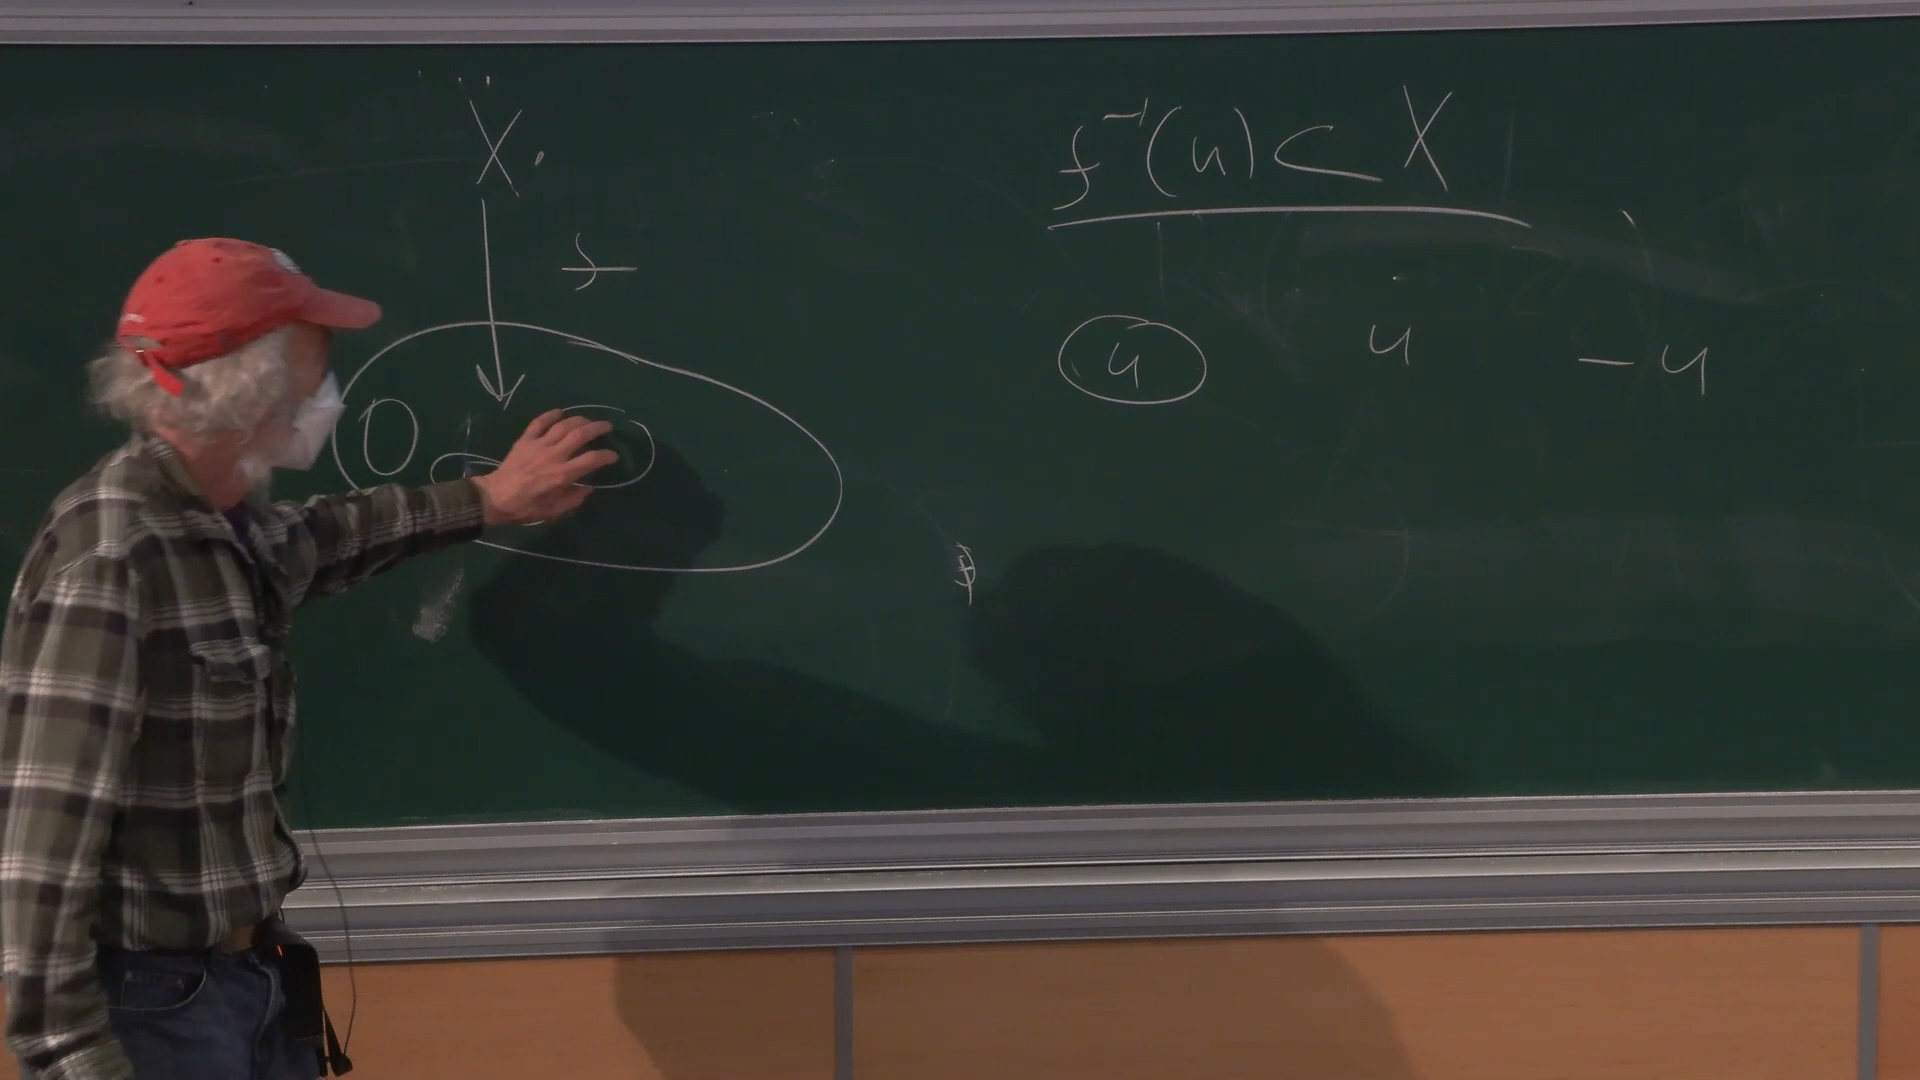 X.
f
f⁻¹(u) ⊂ X
u u - u